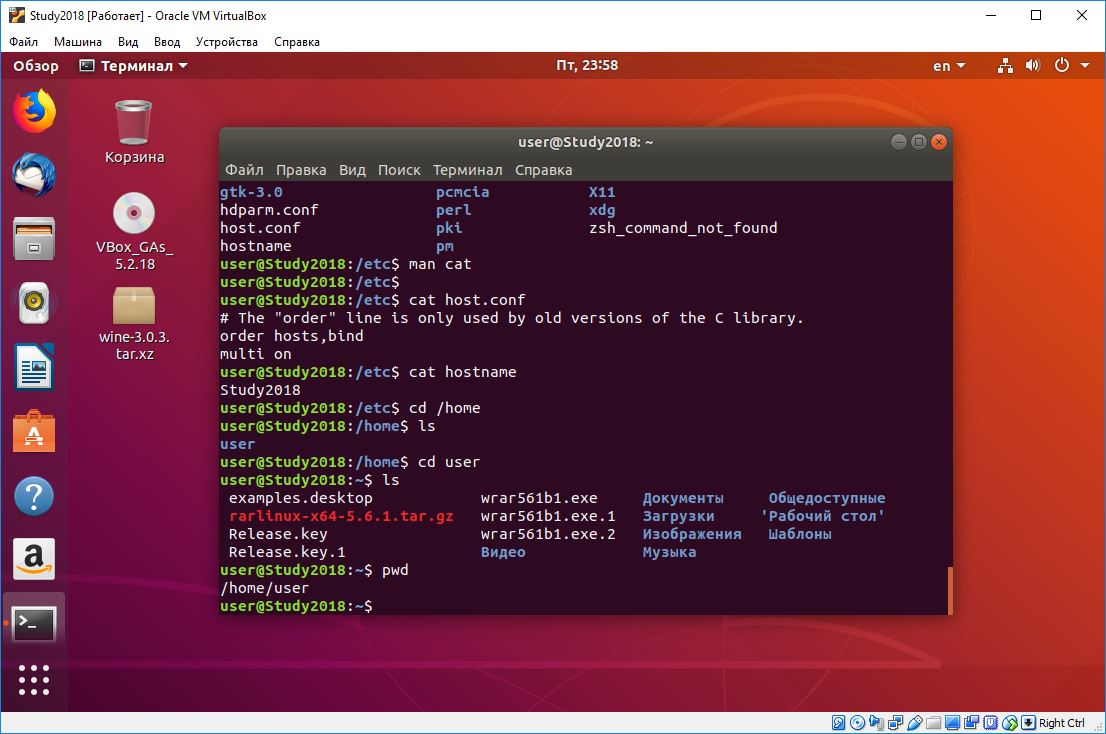 Study2018 [Работает] - Oracle VM VirtualBox
Файл Машина Вид Ввод Устройства Справка
Обзор Терминал Пт, 23:58 en
Корзина
VBox_GAs_
5.2.18
wine-3.0.3.
tar.xz
user@Study2018: ~
Файл Правка Вид Поиск Терминал Справка
gtk-3.0 pcmcia X11
hdparm.conf perl xdg
host.conf pki zsh_command_not_found
hostname pm
user@Study2018:/etc$ man cat
user@Study2018:/etc$
user@Study2018:/etc$ cat host.conf
# The "order" line is only used by old versions of the C library.
order hosts,bind
multi on
user@Study2018:/etc$ cat hostname
Study2018
user@Study2018:/etc$ cd /home
user@Study2018:/home$ ls
user
user@Study2018:/home$ cd user
user@Study2018:~$ ls
examples.desktop wrar561b1.exe Документы Общедоступные
rarlinux-x64-5.6.1.tar.gz wrar561b1.exe.1 Загрузки 'Рабочий стол'
Release.key wrar561b1.exe.2 Изображения Шаблоны
Release.key.1 Видео Музыка
user@Study2018:~$ pwd
/home/user
user@Study2018:~$
Right Ctrl